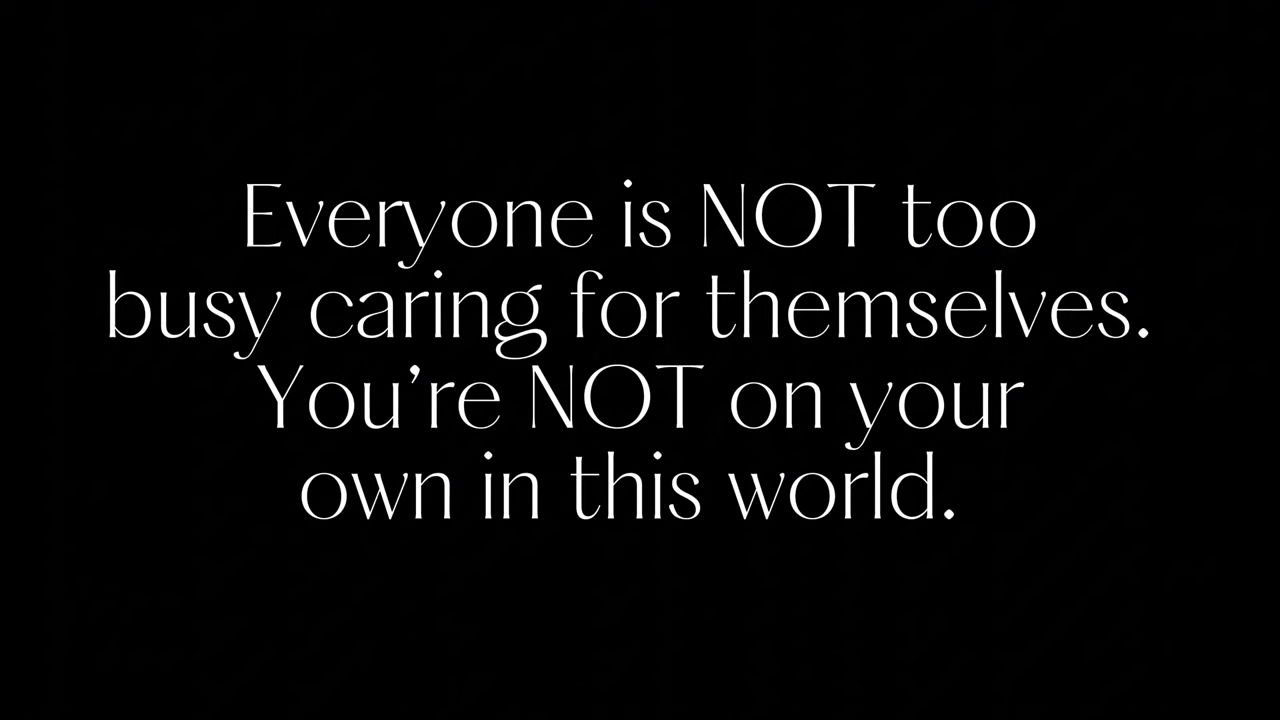 Everyone is NOT too
busy caring for themselves.
You’re NOT on your
own in this world.